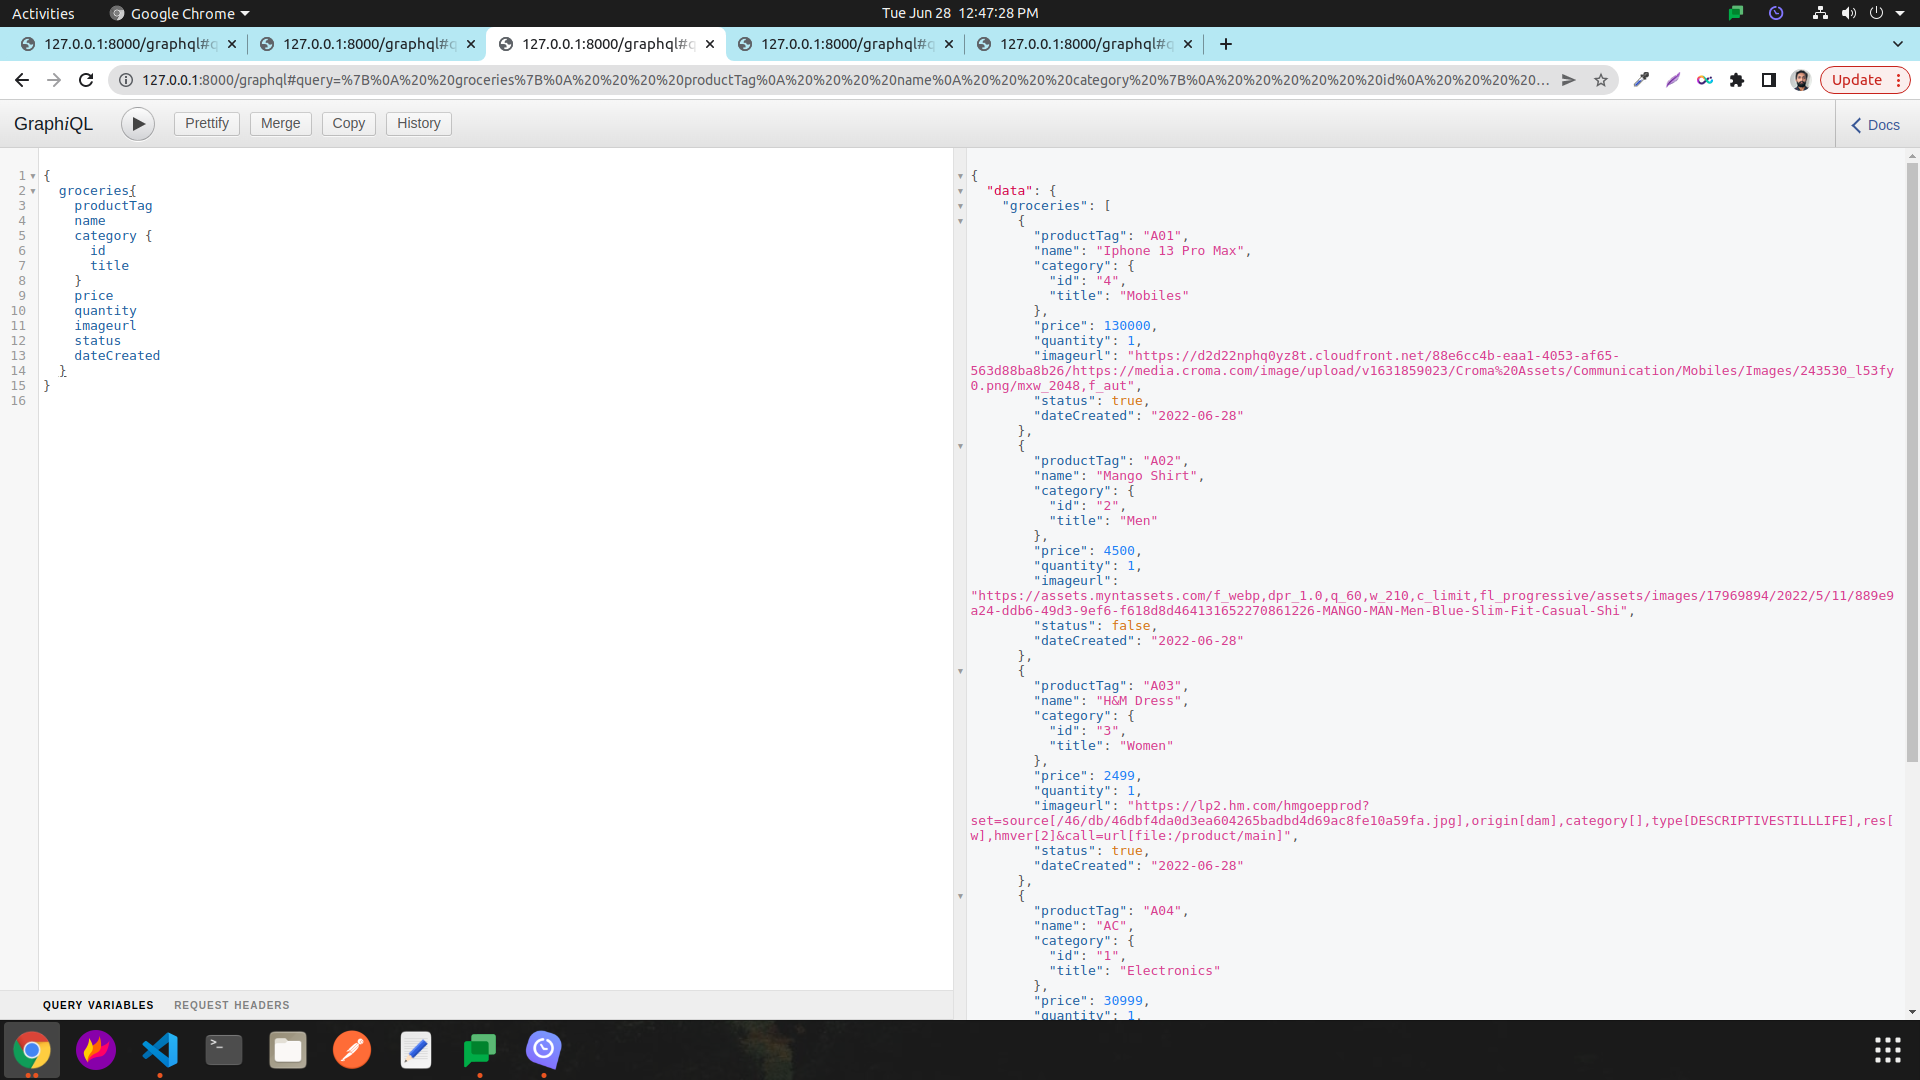 Activities Google Chrome Tue Jun 28 12:47:28 PM
127.0.0.1:8000/graphql#q 127.0.0.1:8000/graphql#q 127.0.0.1:8000/graphql#q 127.0.0.1:8000/graphql#q 127.0.0.1:8000/graphql#q
127.0.0.1:8000/graphql#query=%7B%0A%20%20groceries%7B%0A%20%20%20%20productTag%0A%20%20%20%20name%0A%20%20%20%20category%20%7B%0A%20%20%20%20%20%20id%0A%20%20%20%20... Update
GraphiQL Prettify Merge Copy History Docs
1 {
2 groceries{
3 productTag
4 name
5 category {
6 id
7 title
8 }
9 price
10 quantity
11 imageurl
12 status
13 dateCreated
14 }
15 }
16
QUERY VARIABLES REQUEST HEADERS
{
"data": {
"groceries": [
{
"productTag": "A01",
"name": "Iphone 13 Pro Max",
"category": {
"id": "4",
"title": "Mobiles"
},
"price": 130000,
"quantity": 1,
"imageurl": "https://d2d22nphq0yz8t.cloudfront.net/88e6cc4b-eaa1-4053-af65-
563d88ba8b26/https://media.croma.com/image/upload/v1631859023/Croma%20Assets/Communication/Mobiles/Images/243530_l53fy
0.png/mxw_2048,f_aut",
"status": true,
"dateCreated": "2022-06-28"
},
{
"productTag": "A02",
"name": "Mango Shirt",
"category": {
"id": "2",
"title": "Men"
},
"price": 4500,
"quantity": 1,
"imageurl":
"https://assets.myntassets.com/f_webp,dpr_1.0,q_60,w_210,c_limit,fl_progressive/assets/images/17969894/2022/5/11/889e9
a24-ddb6-49d3-9ef6-f618d8d464131652270861226-MANGO-MAN-Men-Blue-Slim-Fit-Casual-Shi",
"status": false,
"dateCreated": "2022-06-28"
},
{
"productTag": "A03",
"name": "H&M Dress",
"category": {
"id": "3",
"title": "Women"
},
"price": 2499,
"quantity": 1,
"imageurl": "https://lp2.hm.com/hmgoepprod?
set=source[/46/db/46dbf4da0d3ea604265badbd4d69ac8fe10a59fa.jpg],origin[dam],category[],type[DESCRIPTIVESTILLLIFE],res[
w],hmver[2]&call=url[file:/product/main]",
"status": true,
"dateCreated": "2022-06-28"
},
{
"productTag": "A04",
"name": "AC",
"category": {
"id": "1",
"title": "Electronics"
},
"price": 30999,
"quantity": 1,